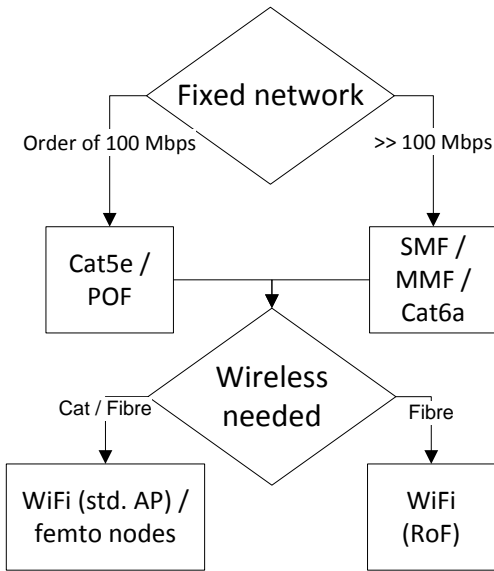 Fixed network
Order of 100 Mbps
>> 100 Mbps
Cat5e /
POF
SMF /
MMF /
Cat6a
Wireless
needed
Cat / Fibre
Fibre
WiFi (std. AP) /
femto nodes
WiFi
(RoF)